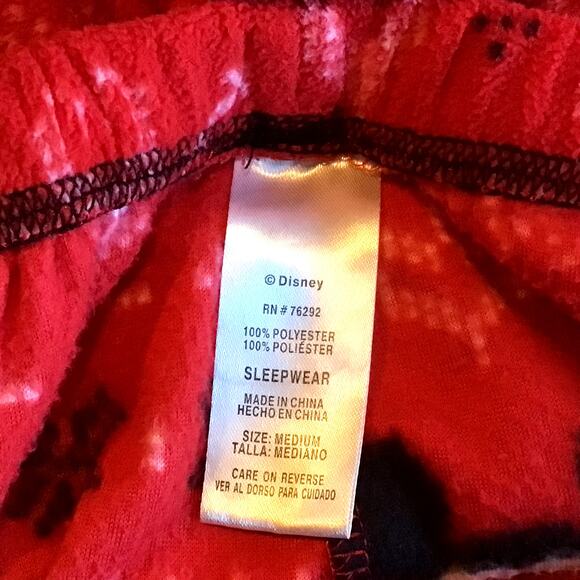 © Disney
RN # 76292
100% POLYESTER
100% POLIÉSTER
SLEEPWEAR
MADE IN CHINA
HECHO EN CHINA
SIZE: MEDIUM
TALLA: MEDIANO
CARE ON REVERSE
VER AL DORSO PARA CUIDADO